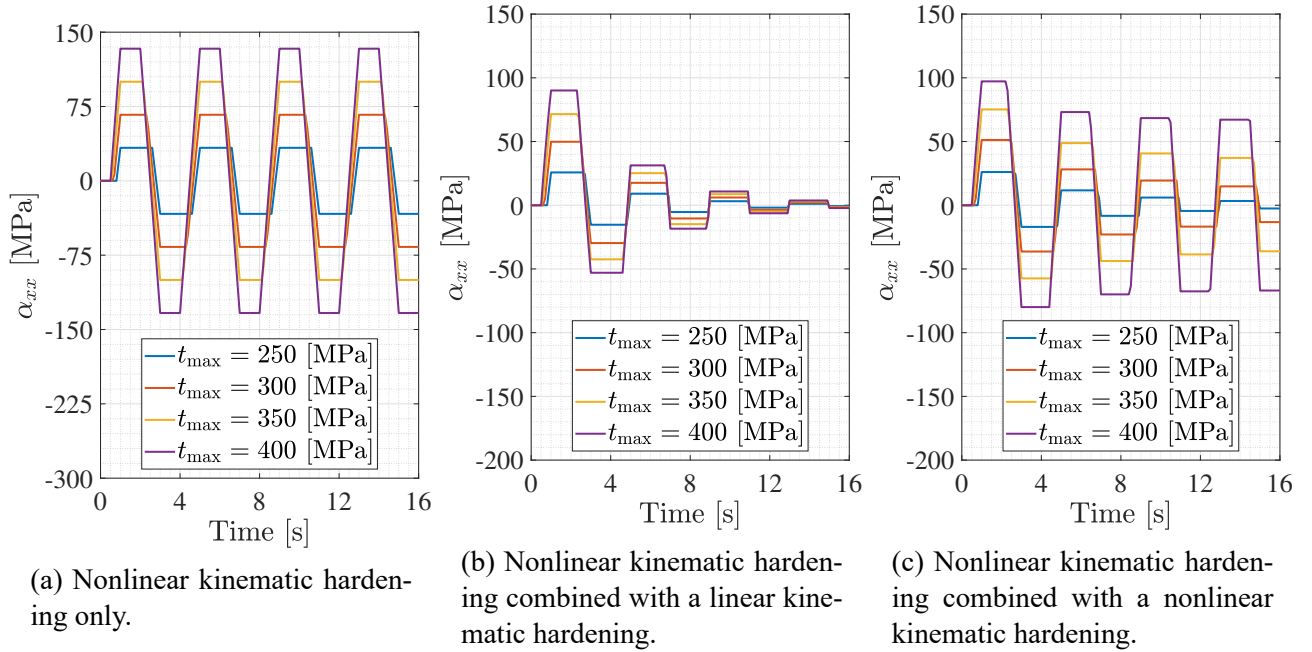 150
75
0
-75
-150
-225
-300
α_xx [MPa]
t_max = 250 [MPa]
t_max = 300 [MPa]
t_max = 350 [MPa]
t_max = 400 [MPa]
0 4 8 12 16
Time [s]
(a) Nonlinear kinematic harden-
ing only.
150
100
50
0
-50
-100
-150
-200
α_xx [MPa]
t_max = 250 [MPa]
t_max = 300 [MPa]
t_max = 350 [MPa]
t_max = 400 [MPa]
0 4 8 12 16
Time [s]
(b) Nonlinear kinematic harden-
ing combined with a linear kine-
matic hardening.
150
100
50
0
-50
-100
-150
-200
α_xx [MPa]
t_max = 250 [MPa]
t_max = 300 [MPa]
t_max = 350 [MPa]
t_max = 400 [MPa]
0 4 8 12 16
Time [s]
(c) Nonlinear kinematic harden-
ing combined with a nonlinear
kinematic hardening.